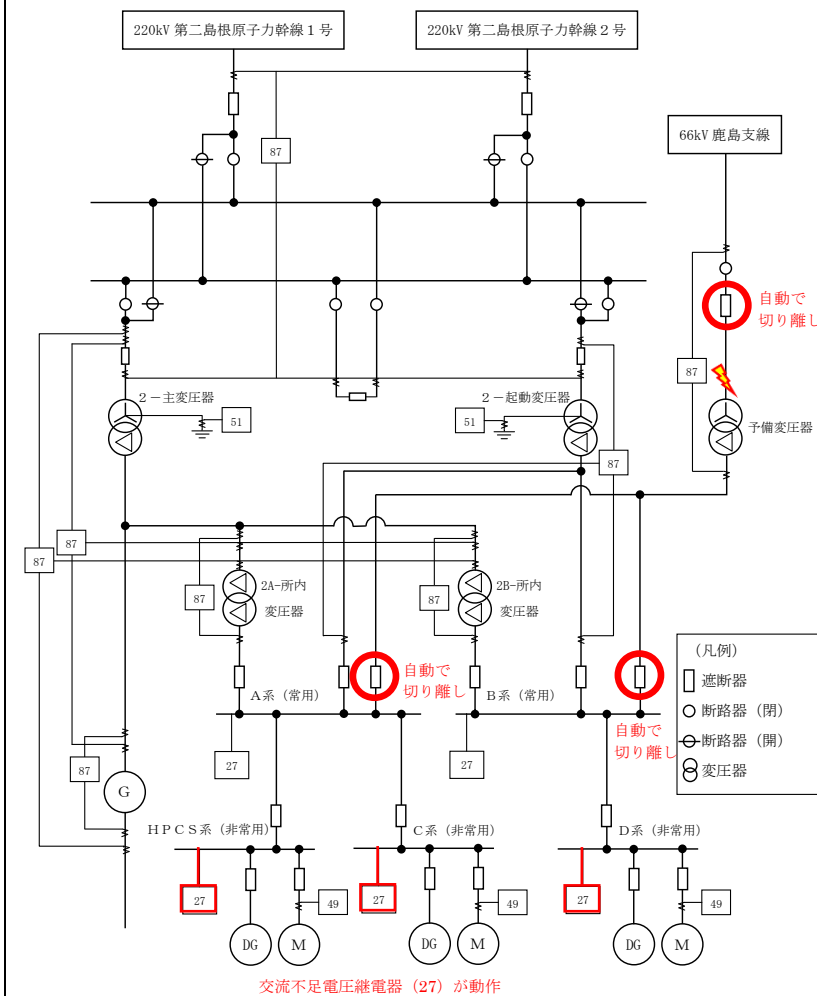 220kV 第二島根原子力幹線１号
220kV 第二島根原子力幹線２号
66kV 鹿島支線
87
自動で
切り離し
87
２－主変圧器
51
２－起動変圧器
51
予備変圧器
87
87
87
87
2A-所内
変圧器
87
2B-所内
変圧器
(凡例)
遮断器
断路器（閉）
断路器（開）
変圧器
自動で
切り離し
自動で
切り離し
Ａ系（常用）
Ｂ系（常用）
27
27
87
G
ＨＰＣＳ系（非常用）
Ｃ系（非常用）
Ｄ系（非常用）
27
49
27
49
27
49
DG
M
DG
M
DG
M
交流不足電圧継電器（27）が動作